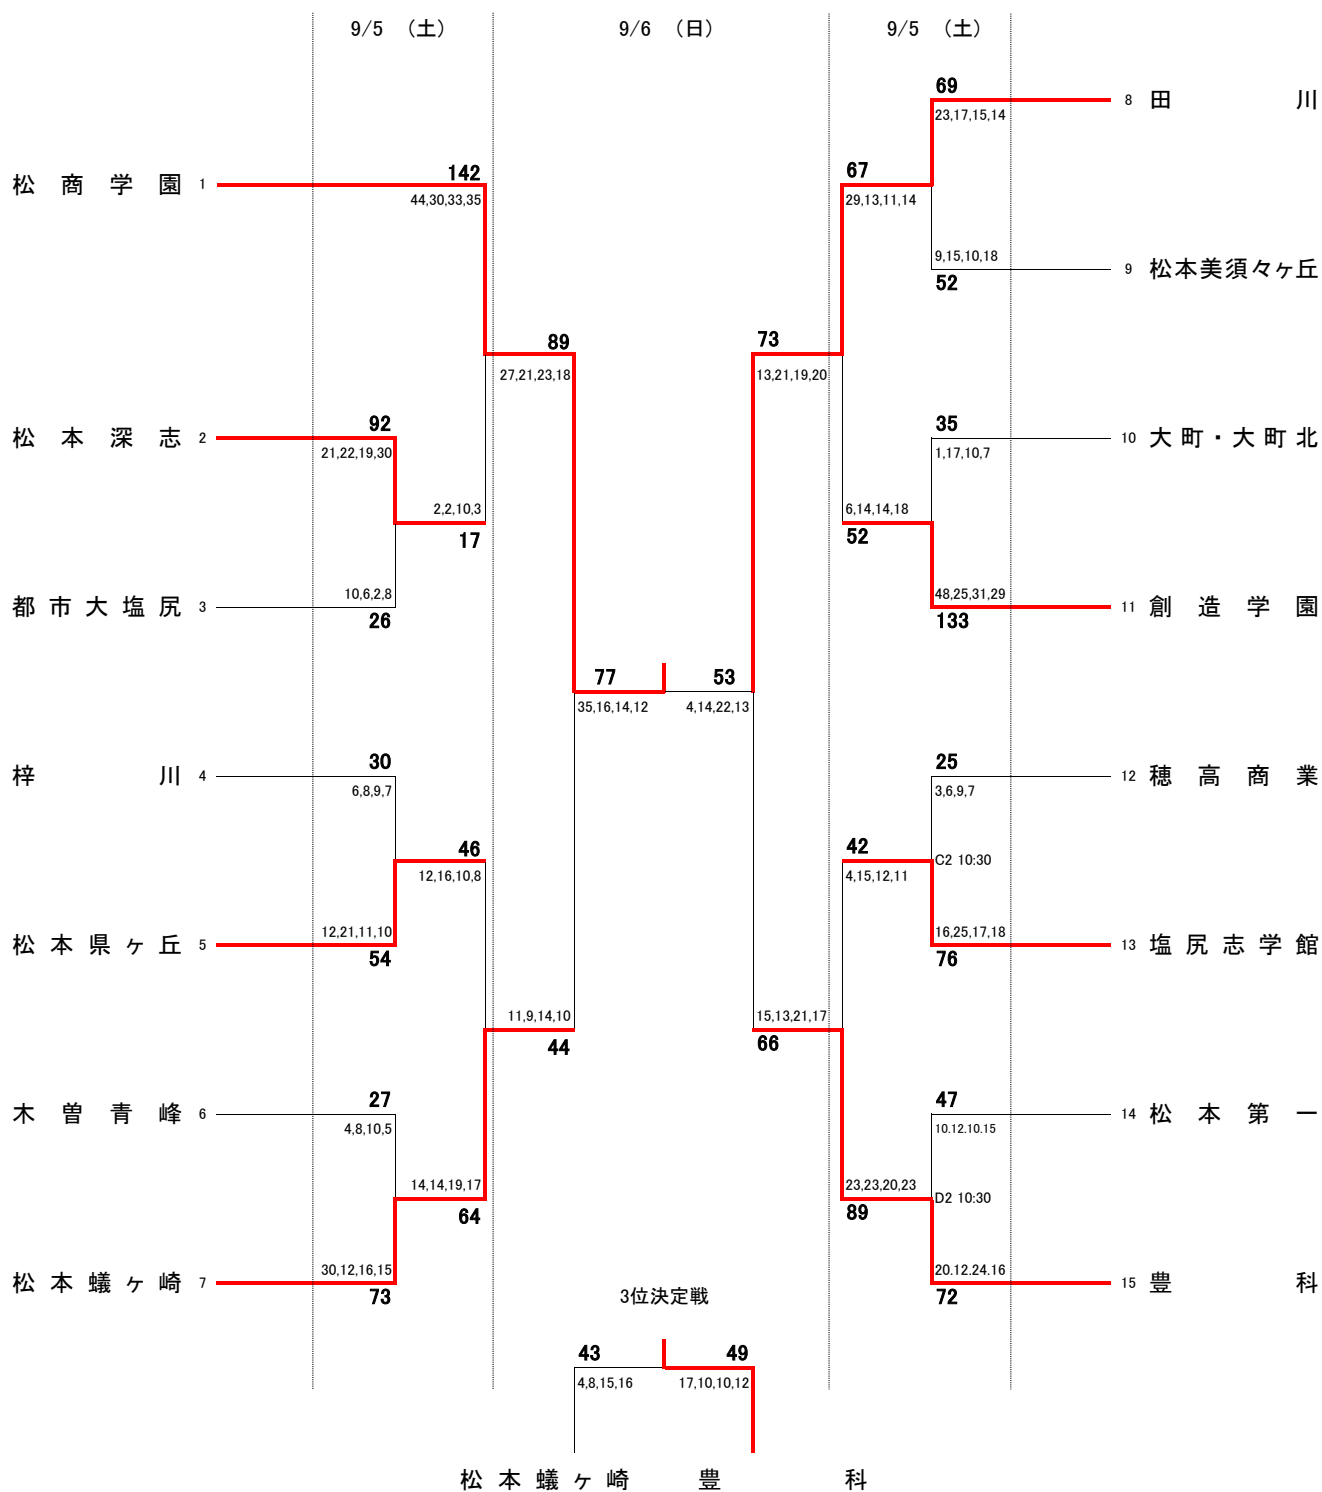 9/5 （土） 9/6 （日） 9/5 （土）
69
8 田川
23,17,15,14
142 67
松商学園 1
44,30,33,35 29,13,11,14
9,15,10,18
9 松本美須々ヶ丘
52
89 73
27,21,23,18 13,21,19,20
92 35
松本深志 2 10 大町・大町北
21,22,19,30 1,17,10,7
2,2,10,3 6,14,14,18
17 52
10,6,2,8 48,25,31,29
都市大塩尻 3 11 創造学園
26 133
77 53
35,16,14,12 4,14,22,13
30 25
梓川 4 12 穂高商業
6,8,9,7 3,6,9,7
46 42
C2 10:30
12,16,10,8 4,15,12,11
12,21,11,10 16,25,17,18
松本県ヶ丘 5 13 塩尻志学館
54 76
11,9,14,10 15,13,21,17
44 66
27 47
木曽青峰 6 14 松本第一
4,8,10,5 10.12.10.15
14,14,19,17 23,23,20,23
D2 10:30
64 89
30,12,16,15 20.12.24.16
松本蟻ヶ崎 7 15 豊科
73 72
3位決定戦
43 49
4,8,15,16 17,10,10,12
松本蟻ヶ崎 豊科